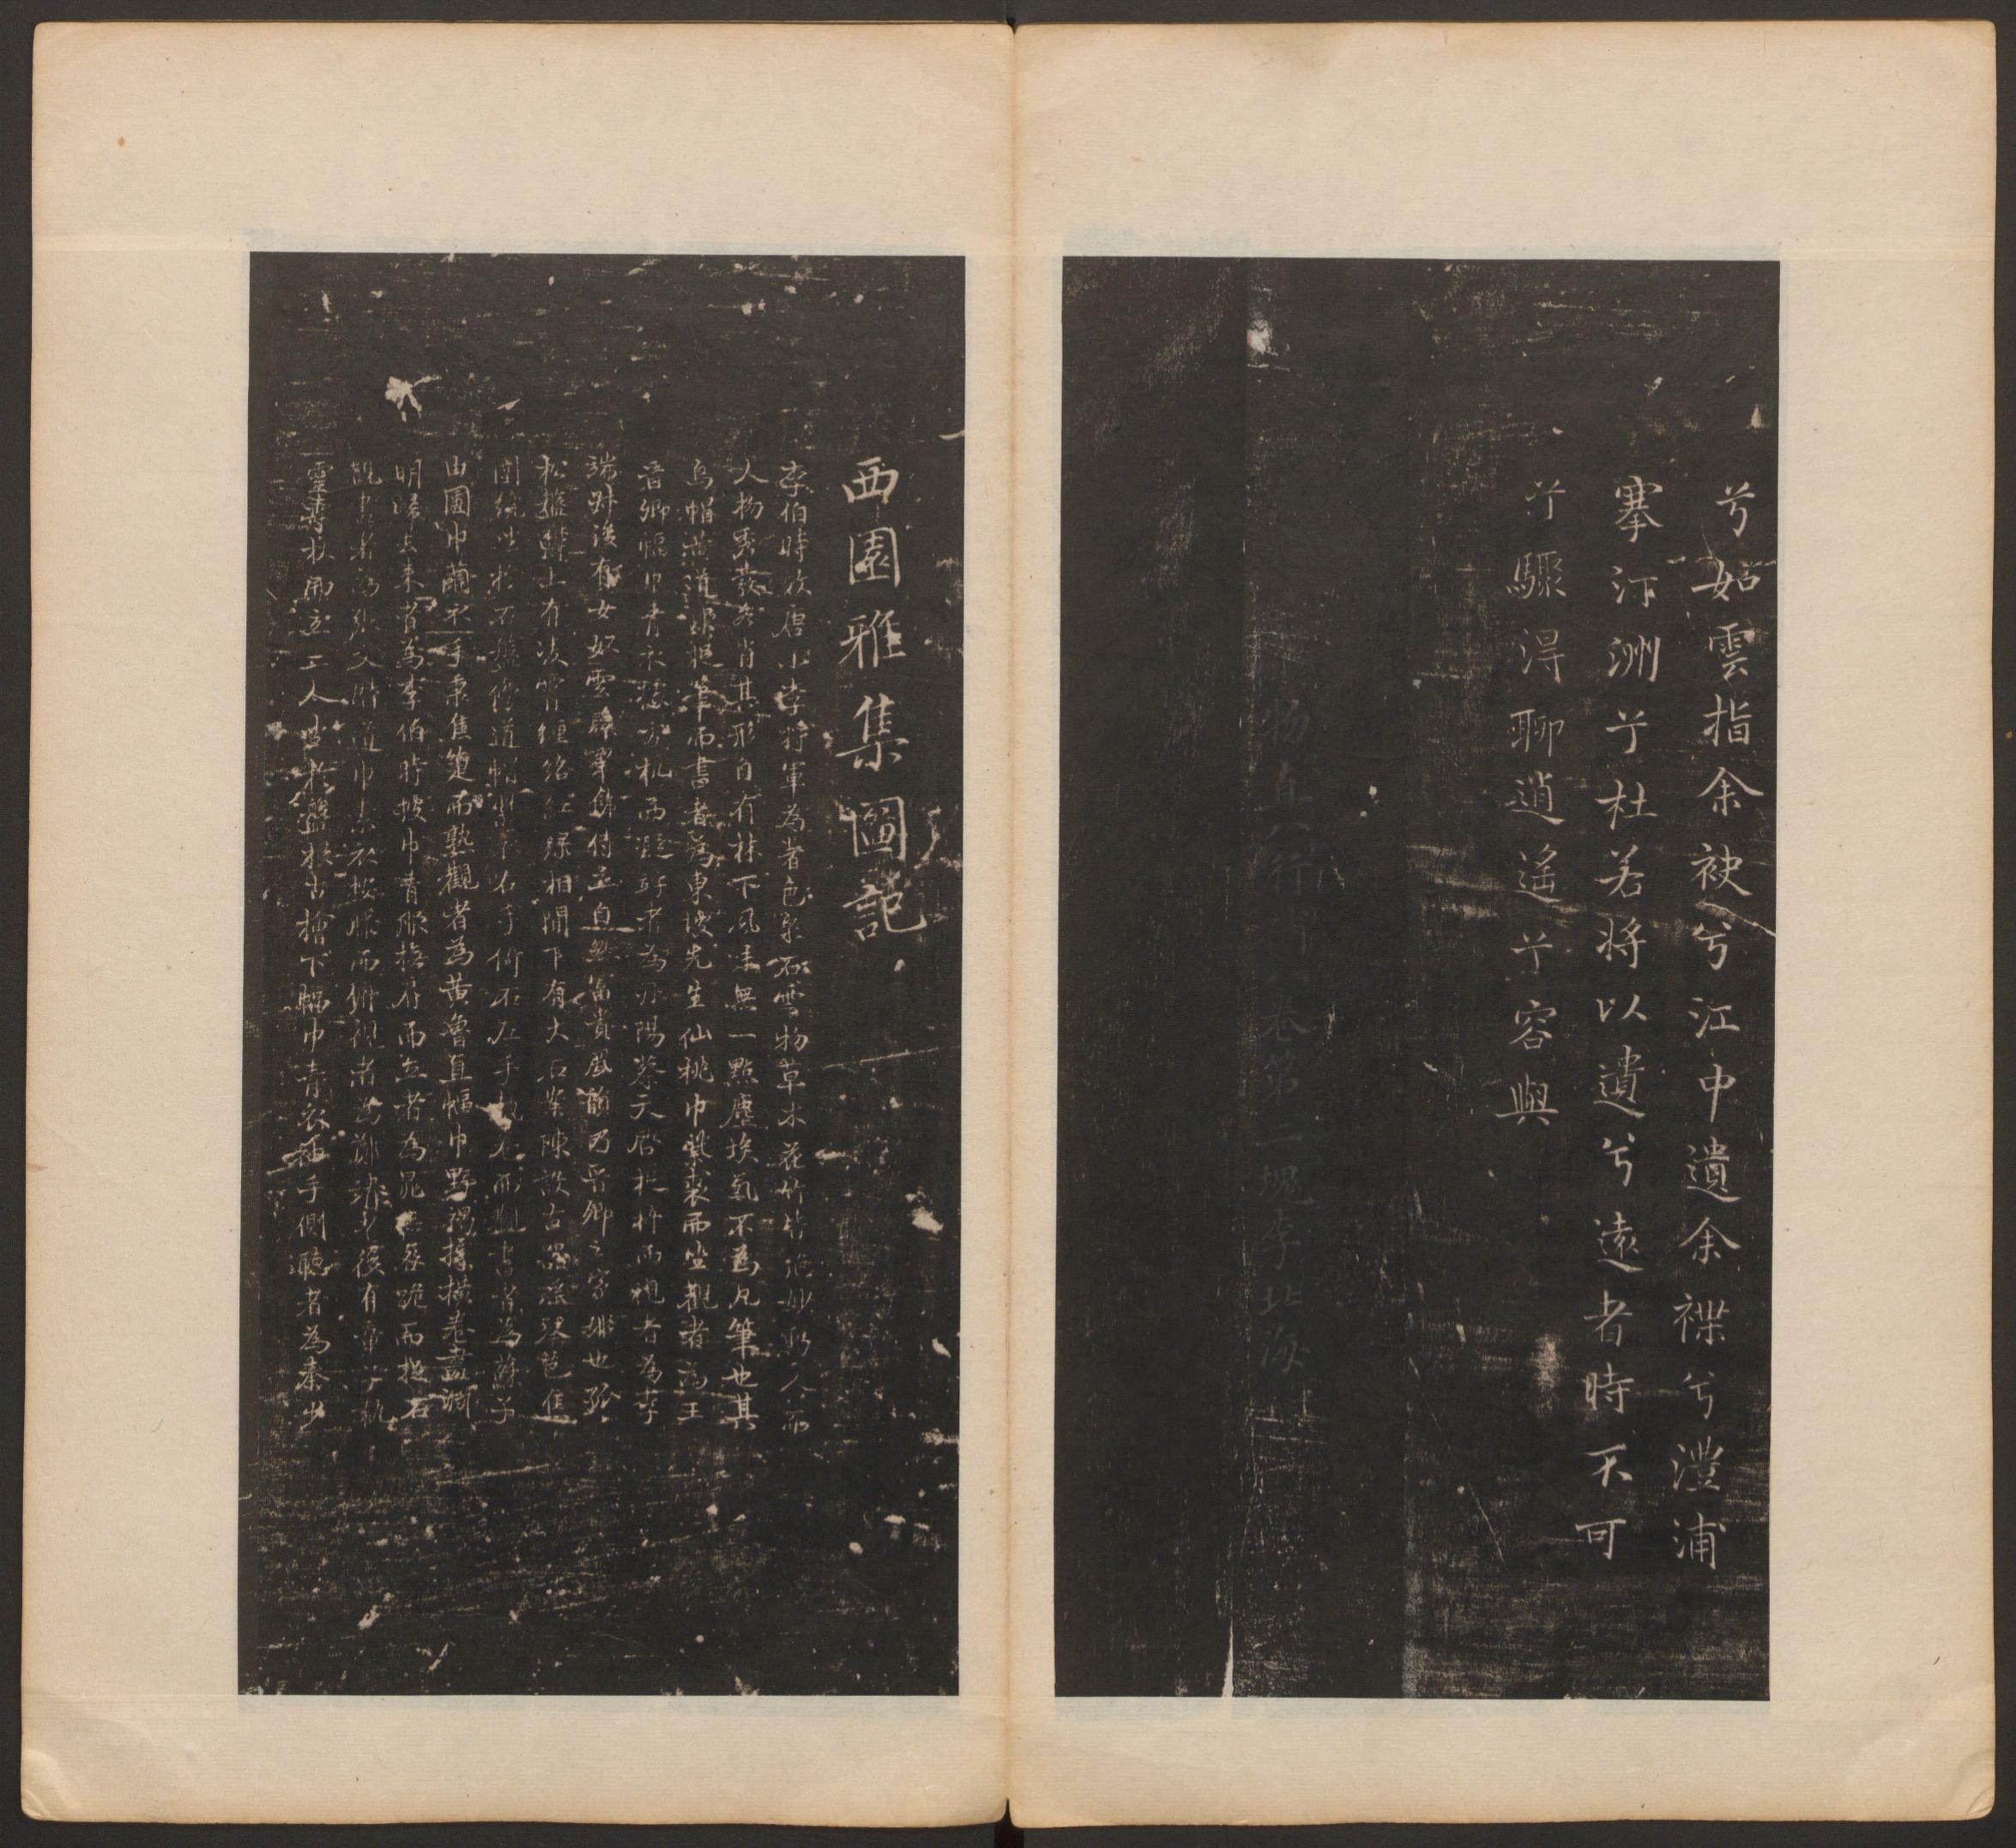 兮如雲指余袂兮江中遺余褋兮澧浦
搴汀洲兮杜若將以遺兮遠者時不可
兮驟得聊逍遙兮容與
卷第二塊李北海
西園雅集圖記
李伯時效唐小李將軍為著色泉石雲物草木花竹皆絕妙動人而
人物秀發各肖其形自有林下風味無一點塵埃氣不為凡筆也其
烏帽黃道服捉筆而書者為東坡先生仙桃巾紫裘而坐觀者為王
晉卿幅巾青衣據方机而凝竚者為丹陽蔡天啓捉椅而視者為李
端叔後有女奴雲鬟翠飾侍立自然富貴風韻乃晉卿之家姬也孤
松盤鬱上有凌霄纏絡紅綠相間下有大石案陳設古器瑤琴芭蕉
圍繞坐於石盤傍道帽紫衣右手倚石左手執卷而觀書者為蘇子
由團巾繭衣手秉蕉箑而熟觀者為黃魯直幅巾野褐據橫卷畫淵
明歸去來者為李伯時披巾青服撫肩而立者為晁無咎跪而捉石
觀畫者為張文潛道巾素衣按膝而俯視者為鄭靖老後有童子執
靈壽杖而立二人坐於盤根古檜下幅巾青衣袖手側聽者為秦少